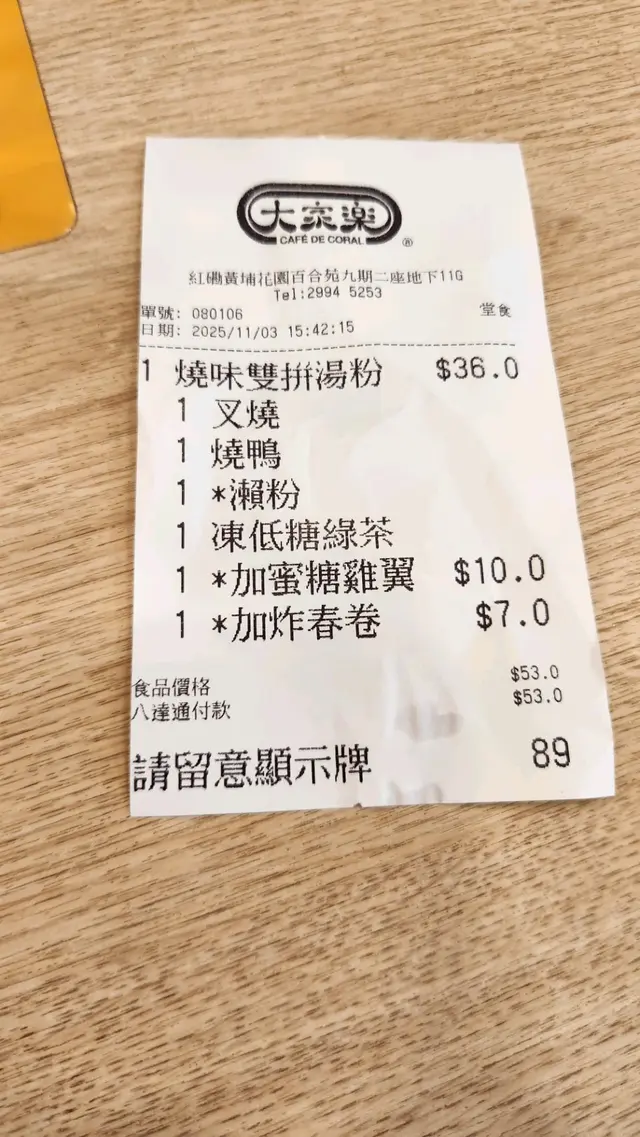 大家樂
CAFÉ DE CORAL ®
紅磡黃埔花園百合苑九期二座地下11G
Tel:2994 5253
單號: 080106 堂食
日期: 2025/11/03 15:42:15
1 燒味雙拼湯粉 $36.0
1 叉燒
1 燒鴨
1 *瀨粉
1 凍低糖綠茶
1 *加蜜糖雞翼 $10.0
1 *加炸春卷 $7.0
食品價格 $53.0
八達通付款 $53.0
請留意顯示牌 89